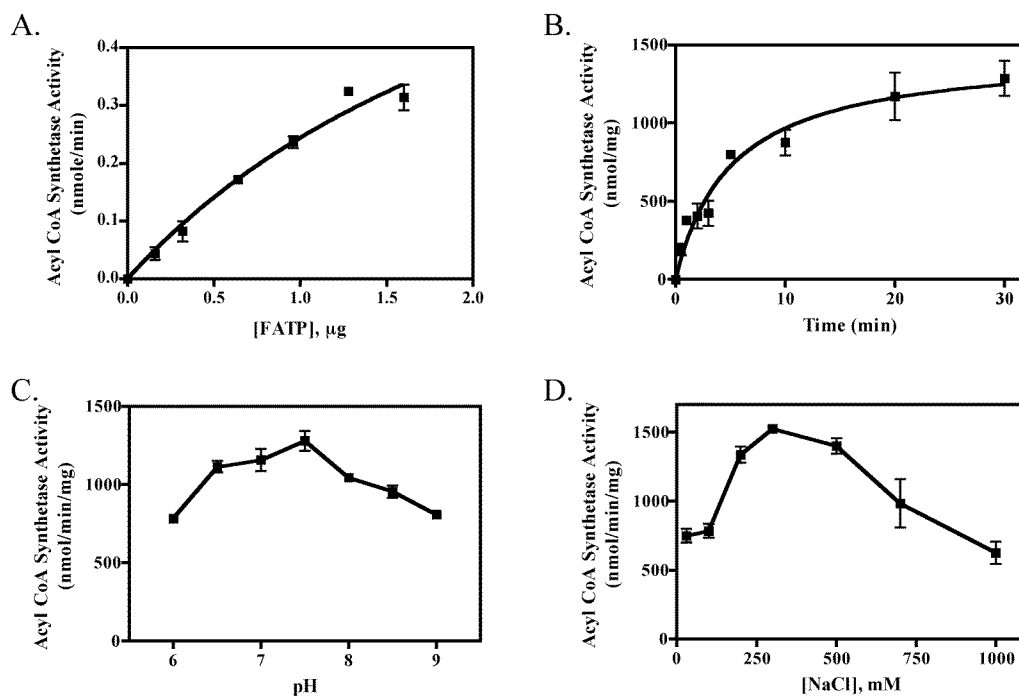 A.
Acyl CoA Synthetase Activity
(nmole/min)
0.4
0.3
0.2
0.1
0.0
0.0 0.5 1.0 1.5 2.0
[FATP], µg
B.
Acyl CoA Synthetase Activity
(nmol/mg)
1500
1000
500
0
0 10 20 30
Time (min)
C.
Acyl CoA Synthetase Activity
(nmol/min/mg)
1500
1000
500
0
6 7 8 9
pH
D.
Acyl CoA Synthetase Activity
(nmol/min/mg)
1500
1000
500
0
0 250 500 750 1000
[NaCl], mM